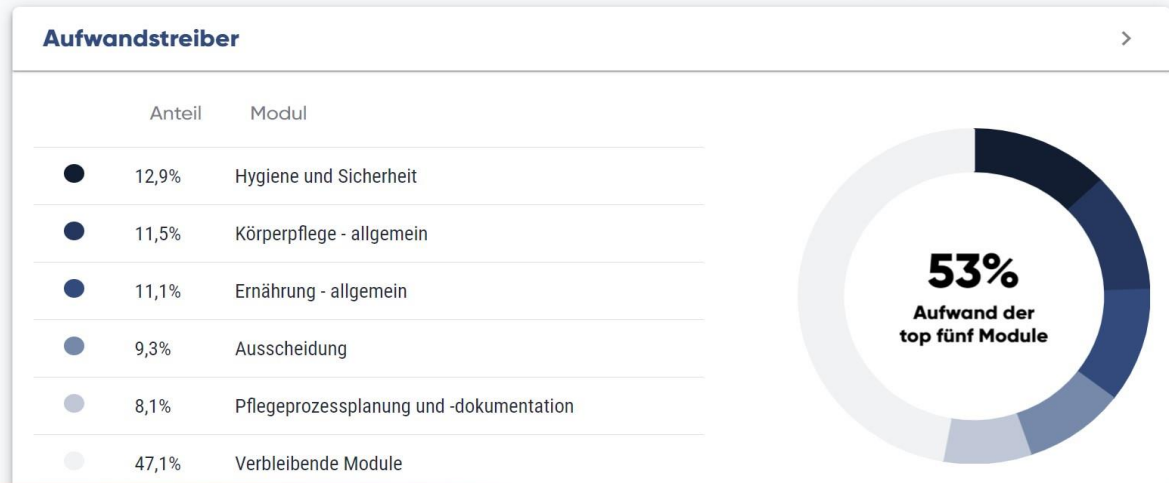 Aufwandstreiber
Anteil Modul
12,9% Hygiene und Sicherheit
11,5% Körperpflege - allgemein
11,1% Ernährung - allgemein
9,3% Ausscheidung
8,1% Pflegeprozessplanung und -dokumentation
47,1% Verbleibende Module
53%
Aufwand der
top fünf Module